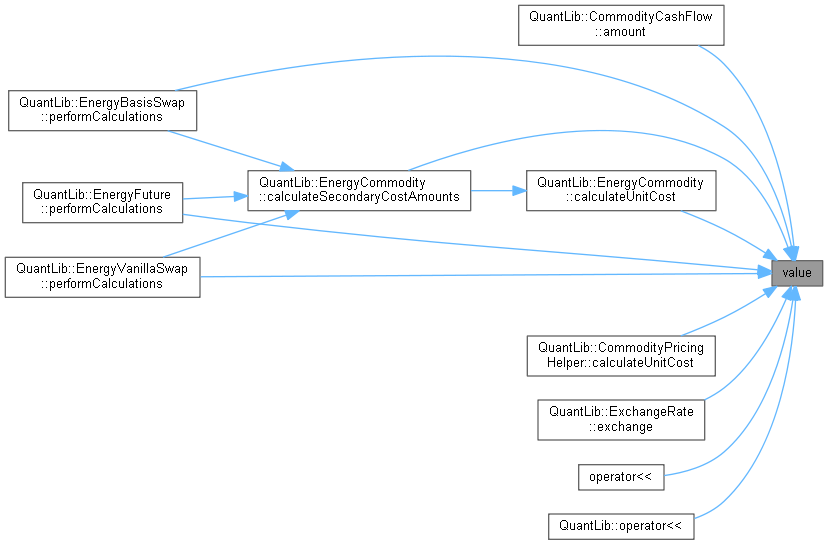 QuantLib::CommodityCashFlow
::amount
QuantLib::EnergyBasisSwap
::performCalculations
QuantLib::EnergyFuture
::performCalculations
QuantLib::EnergyCommodity
::calculateSecondaryCostAmounts
QuantLib::EnergyCommodity
::calculateUnitCost
QuantLib::EnergyVanillaSwap
::performCalculations
value
QuantLib::CommodityPricing
Helper::calculateUnitCost
QuantLib::ExchangeRate
::exchange
operator<<
QuantLib::operator<<